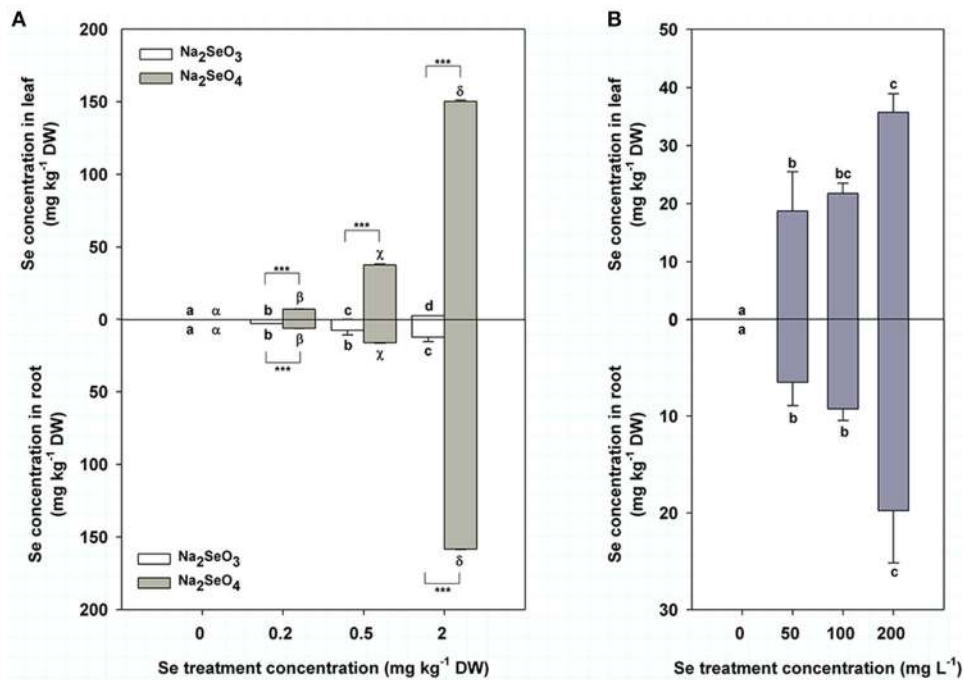 A
Se concentration in leaf
(mg kg⁻¹ DW)
Se concentration in root
(mg kg⁻¹ DW)
200
150
100
50
0
50
100
150
200
Na₂SeO₃
Na₂SeO₄
***
δ
***
χ
***
β
a α b c d
a α b β b χ c
***
δ
***
Na₂SeO₃
Na₂SeO₄
0 0.2 0.5 2
Se treatment concentration (mg kg⁻¹ DW)
B
Se concentration in leaf
(mg kg⁻¹ DW)
Se concentration in root
(mg kg⁻¹ DW)
50
40
30
20
10
0
10
20
30
c
b bc
a
a
b b
c
0 50 100 200
Se treatment concentration (mg L⁻¹)